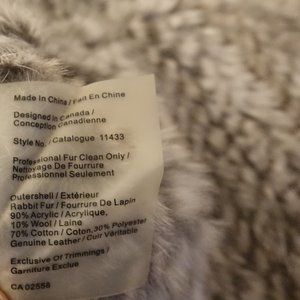 Made In China / Fait En Chine
Designed In Canada /
Conception Canadienne
Style No. / Catalogue 11433
Professional Fur Clean Only /
Nettoyage De Fourrure
Professionnel Seulement
Outershell / Extérieur
Rabbit Fur / Fourrure De Lapin
90% Acrylic / Acrylique,
10% Wool / Laine
70% Cotton / Coton, 30% Polyester
Genuine Leather / Cuir Véritable
Exclusive Of Trimmings /
Garniture Exclue
CA 02556